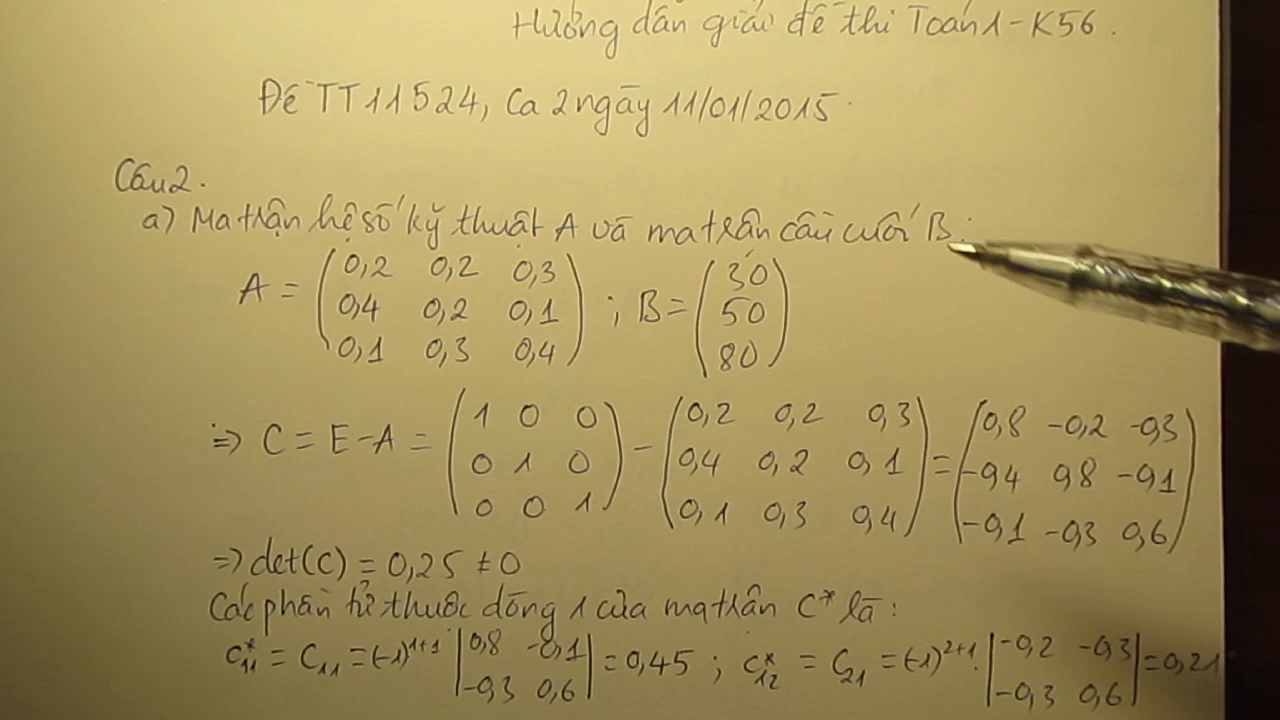 Hướng dẫn giải đề thi Toán 1 - K56.
Đề TT11524, Ca 2 ngày 11/01/2015.
Câu 2.
a) Ma trận hệ số kỹ thuật A và ma trận cầu cuối B:
A = (0,2 0,2 0,3 ; B = (30
0,4 0,2 0,1 50
0,1 0,3 0,4) 80)
=> C = E - A = (1 0 0 - (0,2 0,2 0,3 = (0,8 -0,2 -0,3
0 1 0 0,4 0,2 0,1 -0,4 0,8 -0,1
0 0 1) 0,1 0,3 0,4) -0,1 -0,3 0,6)
=> det(C) = 0,25 ≠ 0
Các phần tử thuộc dòng 1 của ma trận C* là:
c*₁₁ = C₁₁ = (-1)¹⁺¹ |0,8 -0,1| = 0,45 ; c*₁₂ = C₂₁ = (-1)²⁺¹. |-0,2 -0,3| = 0,21
|-0,3 0,6| |-0,3 0,6|